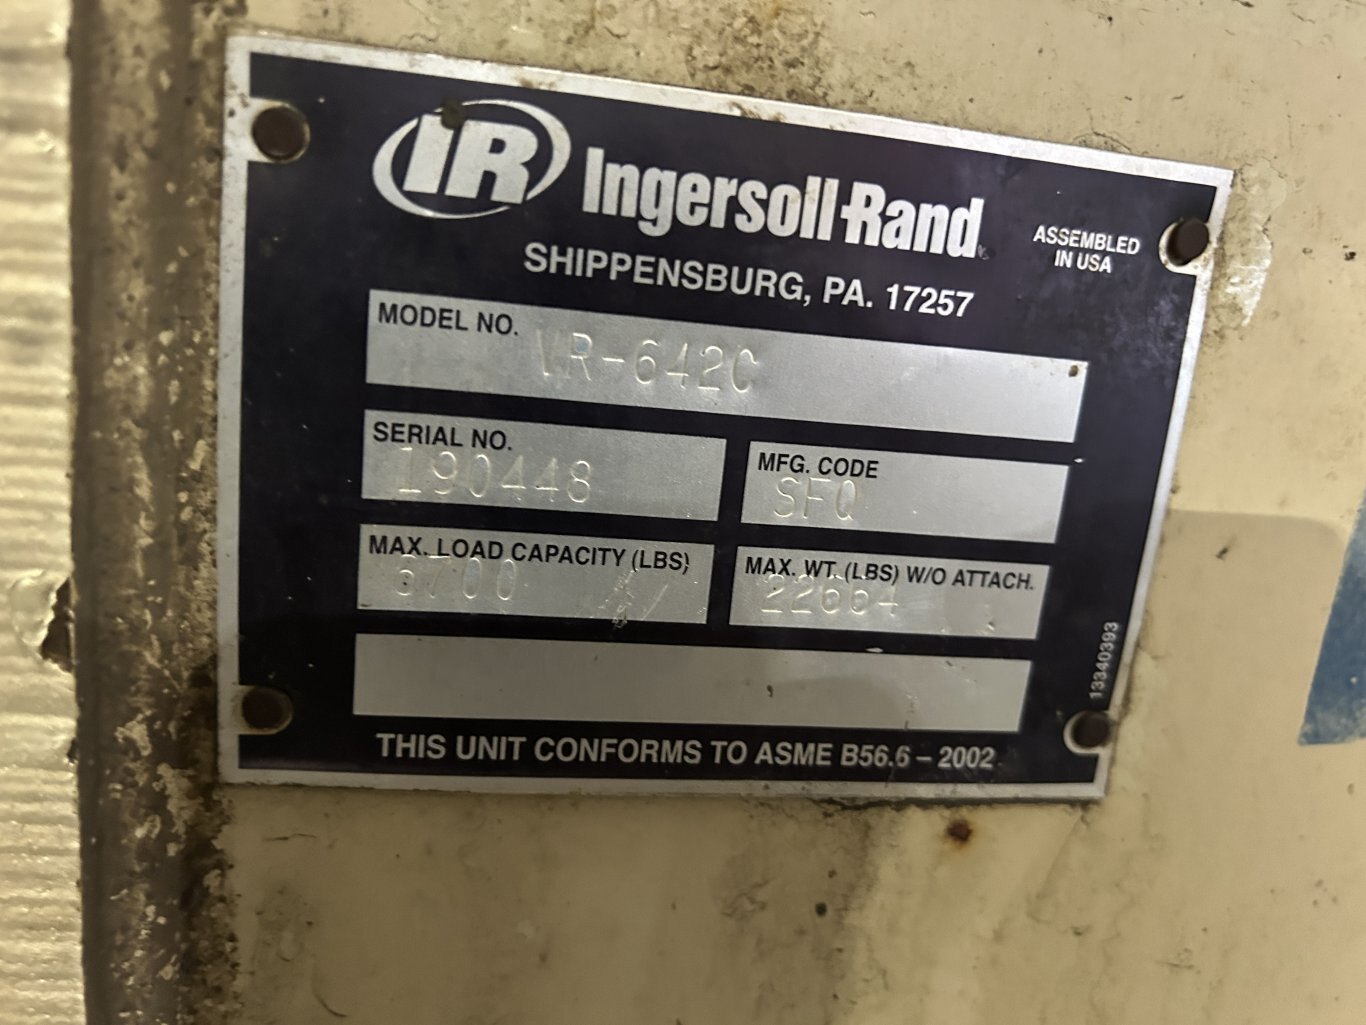 IR Ingersoll-Rand
SHIPPENSBURG, PA. 17257
ASSEMBLED
IN USA
MODEL NO. VR-642C
SERIAL NO.
190448
MFG. CODE
SFQ
MAX. LOAD CAPACITY (LBS)
MAX. WT. (LBS) W/O ATTACH.
22664
13340393
THIS UNIT CONFORMS TO ASME B56.6 – 2002